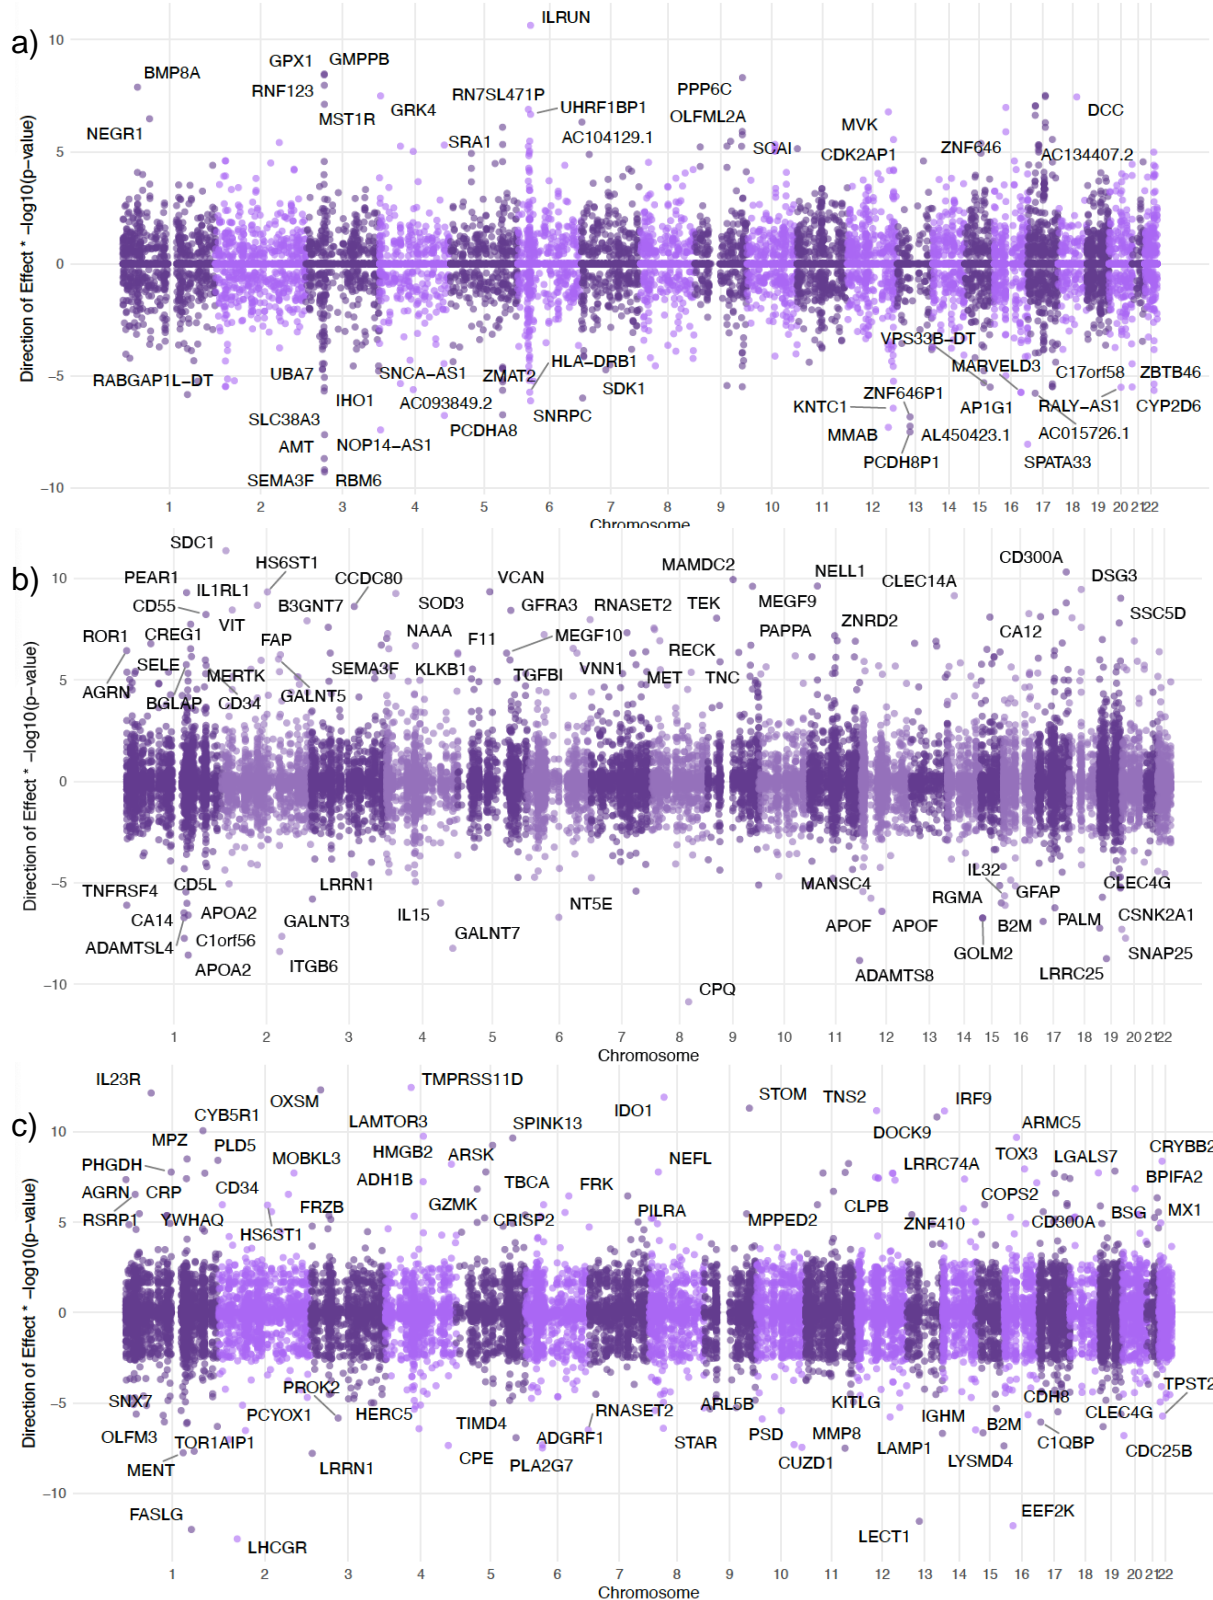 a)
ILRUN
10
GPX1 GMPPB
BMP8A
RNF123
PPP6C
RN7SL471P
GRK4
UHRF1BP1
DCC
MST1R
OLFML2A
MVK
NEGR1
SRA1
AC104129.1
SCAI
CDK2AP1
ZNF646
AC134407.2
5
Direction of Effect * −log10(p−value)
0
VPS33B−DT
HLA−DRB1
MARVELD3
RABGAP1L−DT
UBA7
SNCA−AS1
ZMAT2
SDK1
C17orf58
ZBTB46
−5
IHO1
AC093849.2
SNRPC
ZNF646P1
KNTC1
AP1G1
RALY−AS1
CYP2D6
SLC38A3
PCDHA8
AL450423.1
AC015726.1
AMT
NOP14−AS1
MMAB
PCDH8P1
SPATA33
SEMA3F RBM6
−10
1 2 3 4 5 6 7 8 9 10 11 12 13 14 15 16 17 18 19 20 2122
Chromosome
b)
SDC1
HS6ST1
CD300A
PEAR1
CCDC80
VCAN
MAMDC2
NELL1
CLEC14A
DSG3
10
IL1RL1
CD55
B3GNT7
SOD3
GFRA3
RNASET2
TEK
MEGF9
SSC5D
VIT
ROR1
CREG1
FAP
NAAA
F11
MEGF10
PAPPA
ZNRD2
CA12
RECK
SELE
MERTK
SEMA3F
KLKB1
TGFBI
VNN1
MET
TNC
AGRN
BGLAP
CD34
GALNT5
5
Direction of Effect * −log10(p−value)
0
−5
TNFRSF4
CD5L
LRRN1
MANSC4
IL32
CLEC4G
RGMA
GFAP
CA14
APOA2
GALNT3
IL15
NT5E
APOF
APOF
B2M
PALM
CSNK2A1
ADAMTSL4
C1orf56
GALNT7
GOLM2
SNAP25
APOA2
ITGB6
ADAMTS8
LRRC25
−10
CPQ
1 2 3 4 5 6 7 8 9 10 11 12 13 14 15 16 17 18 19 20 2122
Chromosome
c)
IL23R
TMPRSS11D
OXSM
STOM
TNS2
IRF9
CYB5R1
LAMTOR3
SPINK13
IDO1
ARMC5
10
DOCK9
MPZ
PLD5
HMGB2
ARSK
CRYBB2
MOBKL3
TOX3
LGALS7
PHGDH
NEFL
LRRC74A
ADH1B
TBCA
FRK
BPIFA2
AGRN
CRP
CD34
FRZB
GZMK
CLPB
COPS2
RSRP1
YWHAQ
CRISP2
PILRA
MPPED2
CD300A
BSG
MX1
5
HS6ST1
ZNF410
Direction of Effect * −log10(p−value)
0
PROK2
TPST2
−5
SNX7
PCYOX1
HERC5
RNASET2
ARL5B
KITLG
CDH8
CLEC4G
OLFM3
TOR1AIP1
TIMD4
ADGRF1
PSD
MMP8
IGHM
B2M
C1QBP
STAR
CDC25B
MENT
LRRN1
CPE
PLA2G7
CUZD1
LAMP1
LYSMD4
−10
FASLG
EEF2K
LHCGR
LECT1
1 2 3 4 5 6 7 8 9 10 11 12 13 14 15 16 17 18 19 20 2122
Chromosome